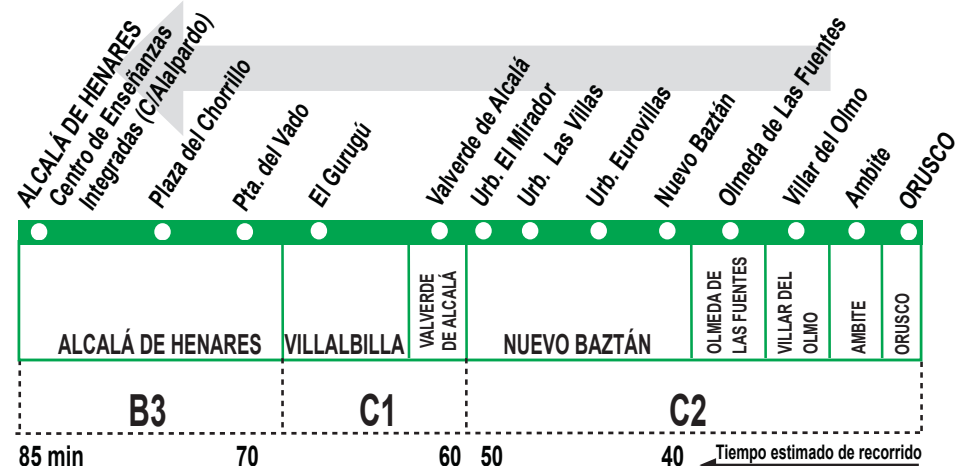 ALCALÁ DE HENARES
Centro de Enseñanzas
Integradas (C/Alalpardo)
Plaza del Chorrillo
Pta. del Vado
El Gurugú
Valverde de Alcalá
Urb. El Mirador
Urb. Las Villas
Urb. Eurovillas
Nuevo Baztán
Olmeda de Las Fuentes
Villar del Olmo
Ambite
ORUSCO
ALCALÁ DE HENARES
VILLALBILLA
VALVERDE
DE ALCALÁ
NUEVO BAZTÁN
OLMEDA DE
LAS FUENTES
VILLAR DEL
OLMO
AMBITE
ORUSCO
B3
C1
C2
85 min
70
60
50
40
Tiempo estimado de recorrido